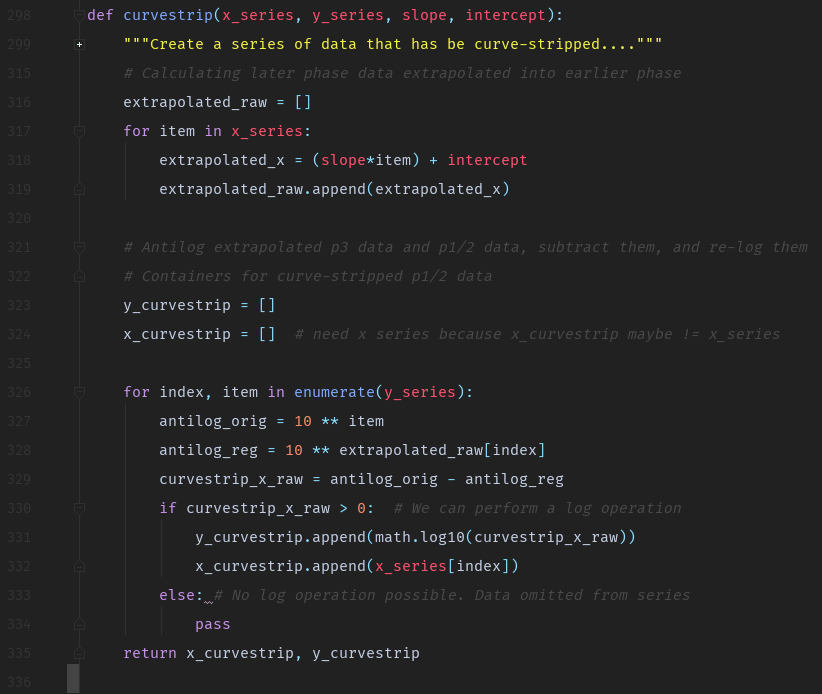 298 def curvestrip(x_series, y_series, slope, intercept):
299 """Create a series of data that has be curve-stripped...."""
315 # Calculating later phase data extrapolated into earlier phase
316 extrapolated_raw = []
317 for item in x_series:
318 extrapolated_x = (slope*item) + intercept
319 extrapolated_raw.append(extrapolated_x)
320
321 # Antilog extrapolated p3 data and p1/2 data, subtract them, and re-log them
322 # Containers for curve-stripped p1/2 data
323 y_curvestrip = []
324 x_curvestrip = []  # need x series because x_curvestrip maybe != x_series
325
326 for index, item in enumerate(y_series):
327 antilog_orig = 10 ** item
328 antilog_reg = 10 ** extrapolated_raw[index]
329 curvestrip_x_raw = antilog_orig - antilog_reg
330 if curvestrip_x_raw > 0:  # We can perform a log operation
331 y_curvestrip.append(math.log10(curvestrip_x_raw))
332 x_curvestrip.append(x_series[index])
333 else: # No log operation possible. Data omitted from series
334 pass
335 return x_curvestrip, y_curvestrip
336